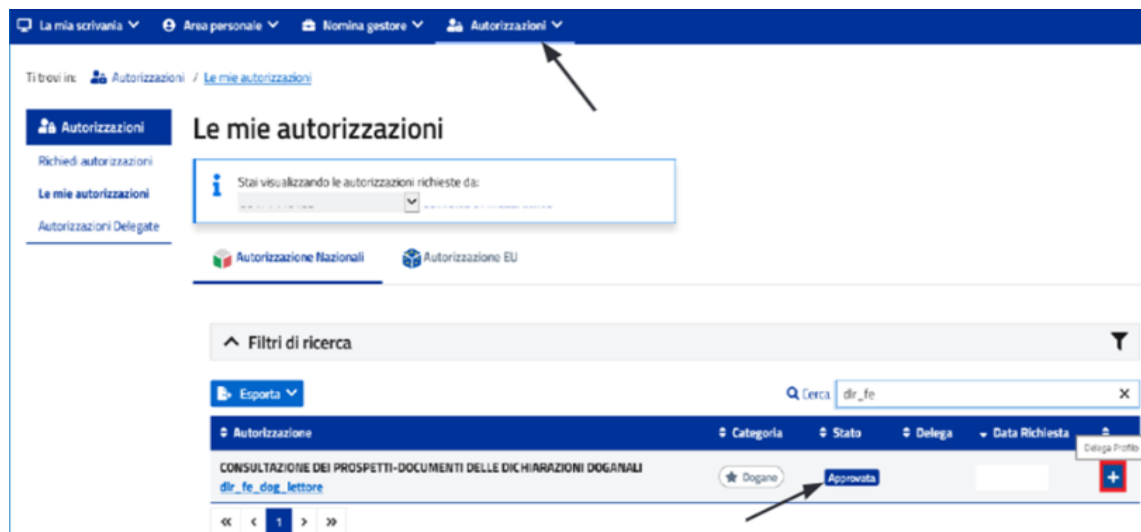 La mia scrivania Area personale Nomina gestore Autorizzazioni
Ti trovi in: Autorizzazioni / Le mie autorizzazioni
Autorizzazioni
Richiedi autorizzazioni
Le mie autorizzazioni
Autorizzazioni Delegate
Le mie autorizzazioni
Stai visualizzando le autorizzazioni richieste da:
Autorizzazione Nazionali Autorizzazione EU
Filtri di ricerca
Esporta Cerca dlr_fe
Autorizzazione Categoria Stato Delega Data Richiesta
Delega Profilo
CONSULTAZIONE DEI PROSPETTI-DOCUMENTI DELLE DICHIARAZIONI DOGANALI
dlr_fe_dog_lettore Dogane Approvata
« < 1 > »